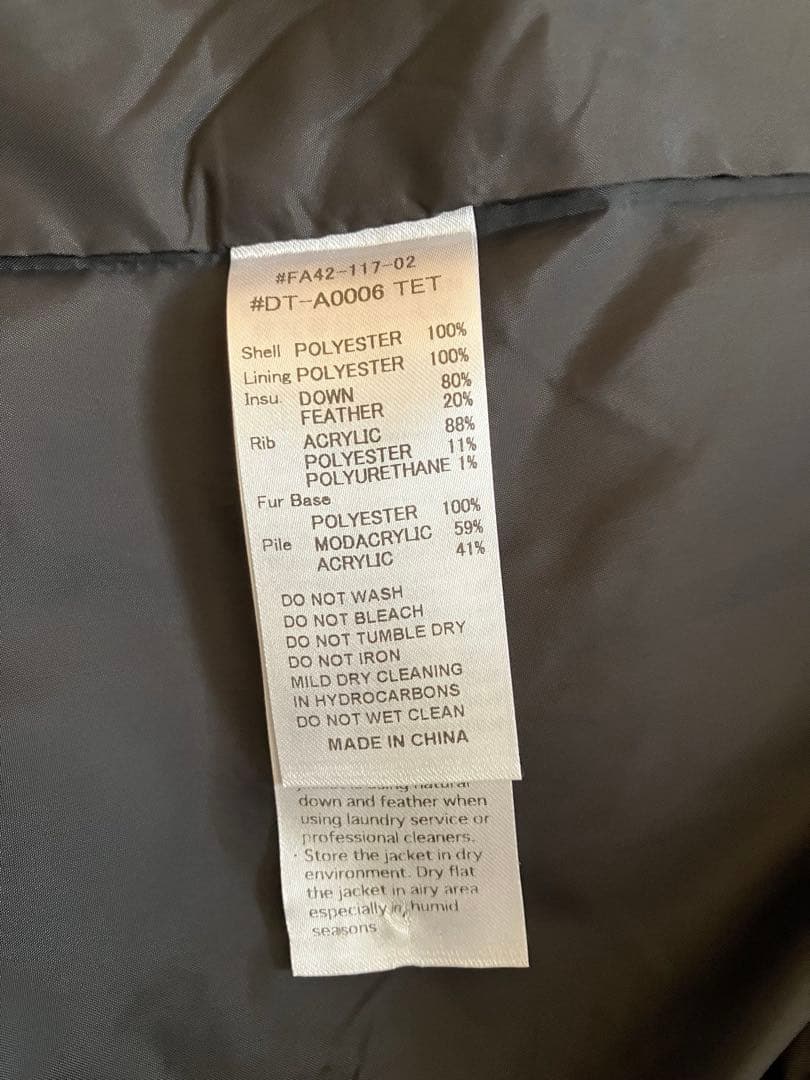 #FA42-117-02
#DT-A0006 TET
Shell POLYESTER 100%
Lining POLYESTER 100%
Insu. DOWN 80%
FEATHER 20%
Rib ACRYLIC 88%
POLYESTER 11%
POLYURETHANE 1%
Fur Base
POLYESTER 100%
Pile MODACRYLIC 59%
ACRYLIC 41%
DO NOT WASH
DO NOT BLEACH
DO NOT TUMBLE DRY
DO NOT IRON
MILD DRY CLEANING
IN HYDROCARBONS
DO NOT WET CLEAN
MADE IN CHINA
natural
down and feather when
using laundry service or
professional cleaners.
· Store the jacket in dry
environment. Dry flat
the jacket in airy area
especially in humid
seasons